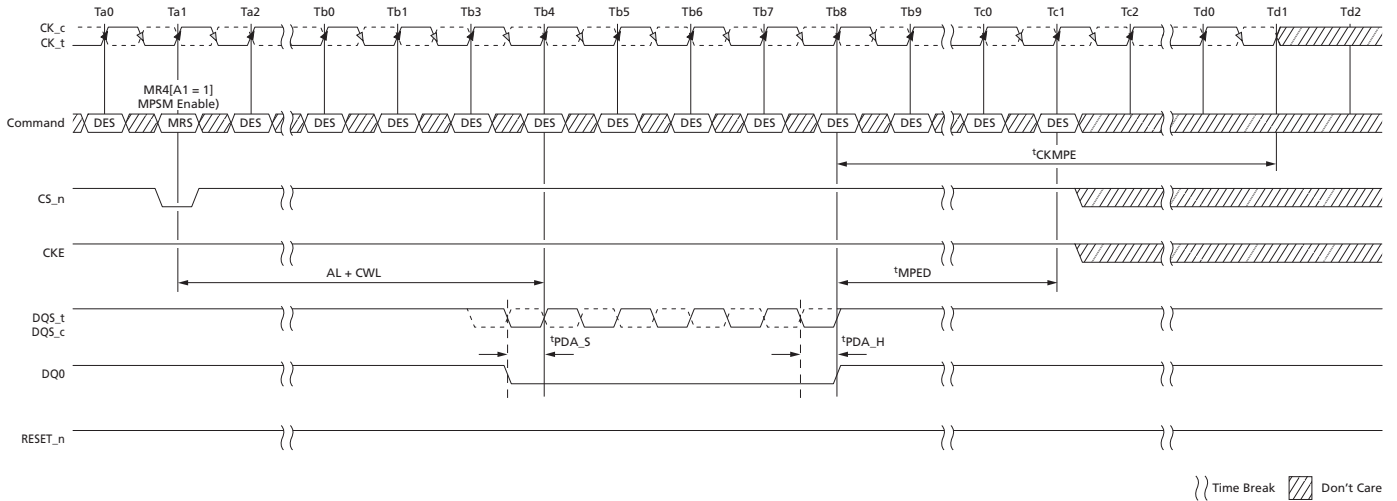 Ta0 Ta1 Ta2 Tb0 Tb1 Tb3 Tb4 Tb5 Tb6 Tb7 Tb8 Tb9 Tc0 Tc1 Tc2 Td0 Td1 Td2
CK_c
CK_t
MR4[A1 = 1]
MPSM Enable)
Command DES MRS DES DES DES DES DES DES DES DES DES DES DES DES
tCKMPE
CS_n
CKE
AL + CWL tMPED
DQS_t
DQS_c
tPDA_S tPDA_H
DQ0
RESET_n
Time Break Don't Care